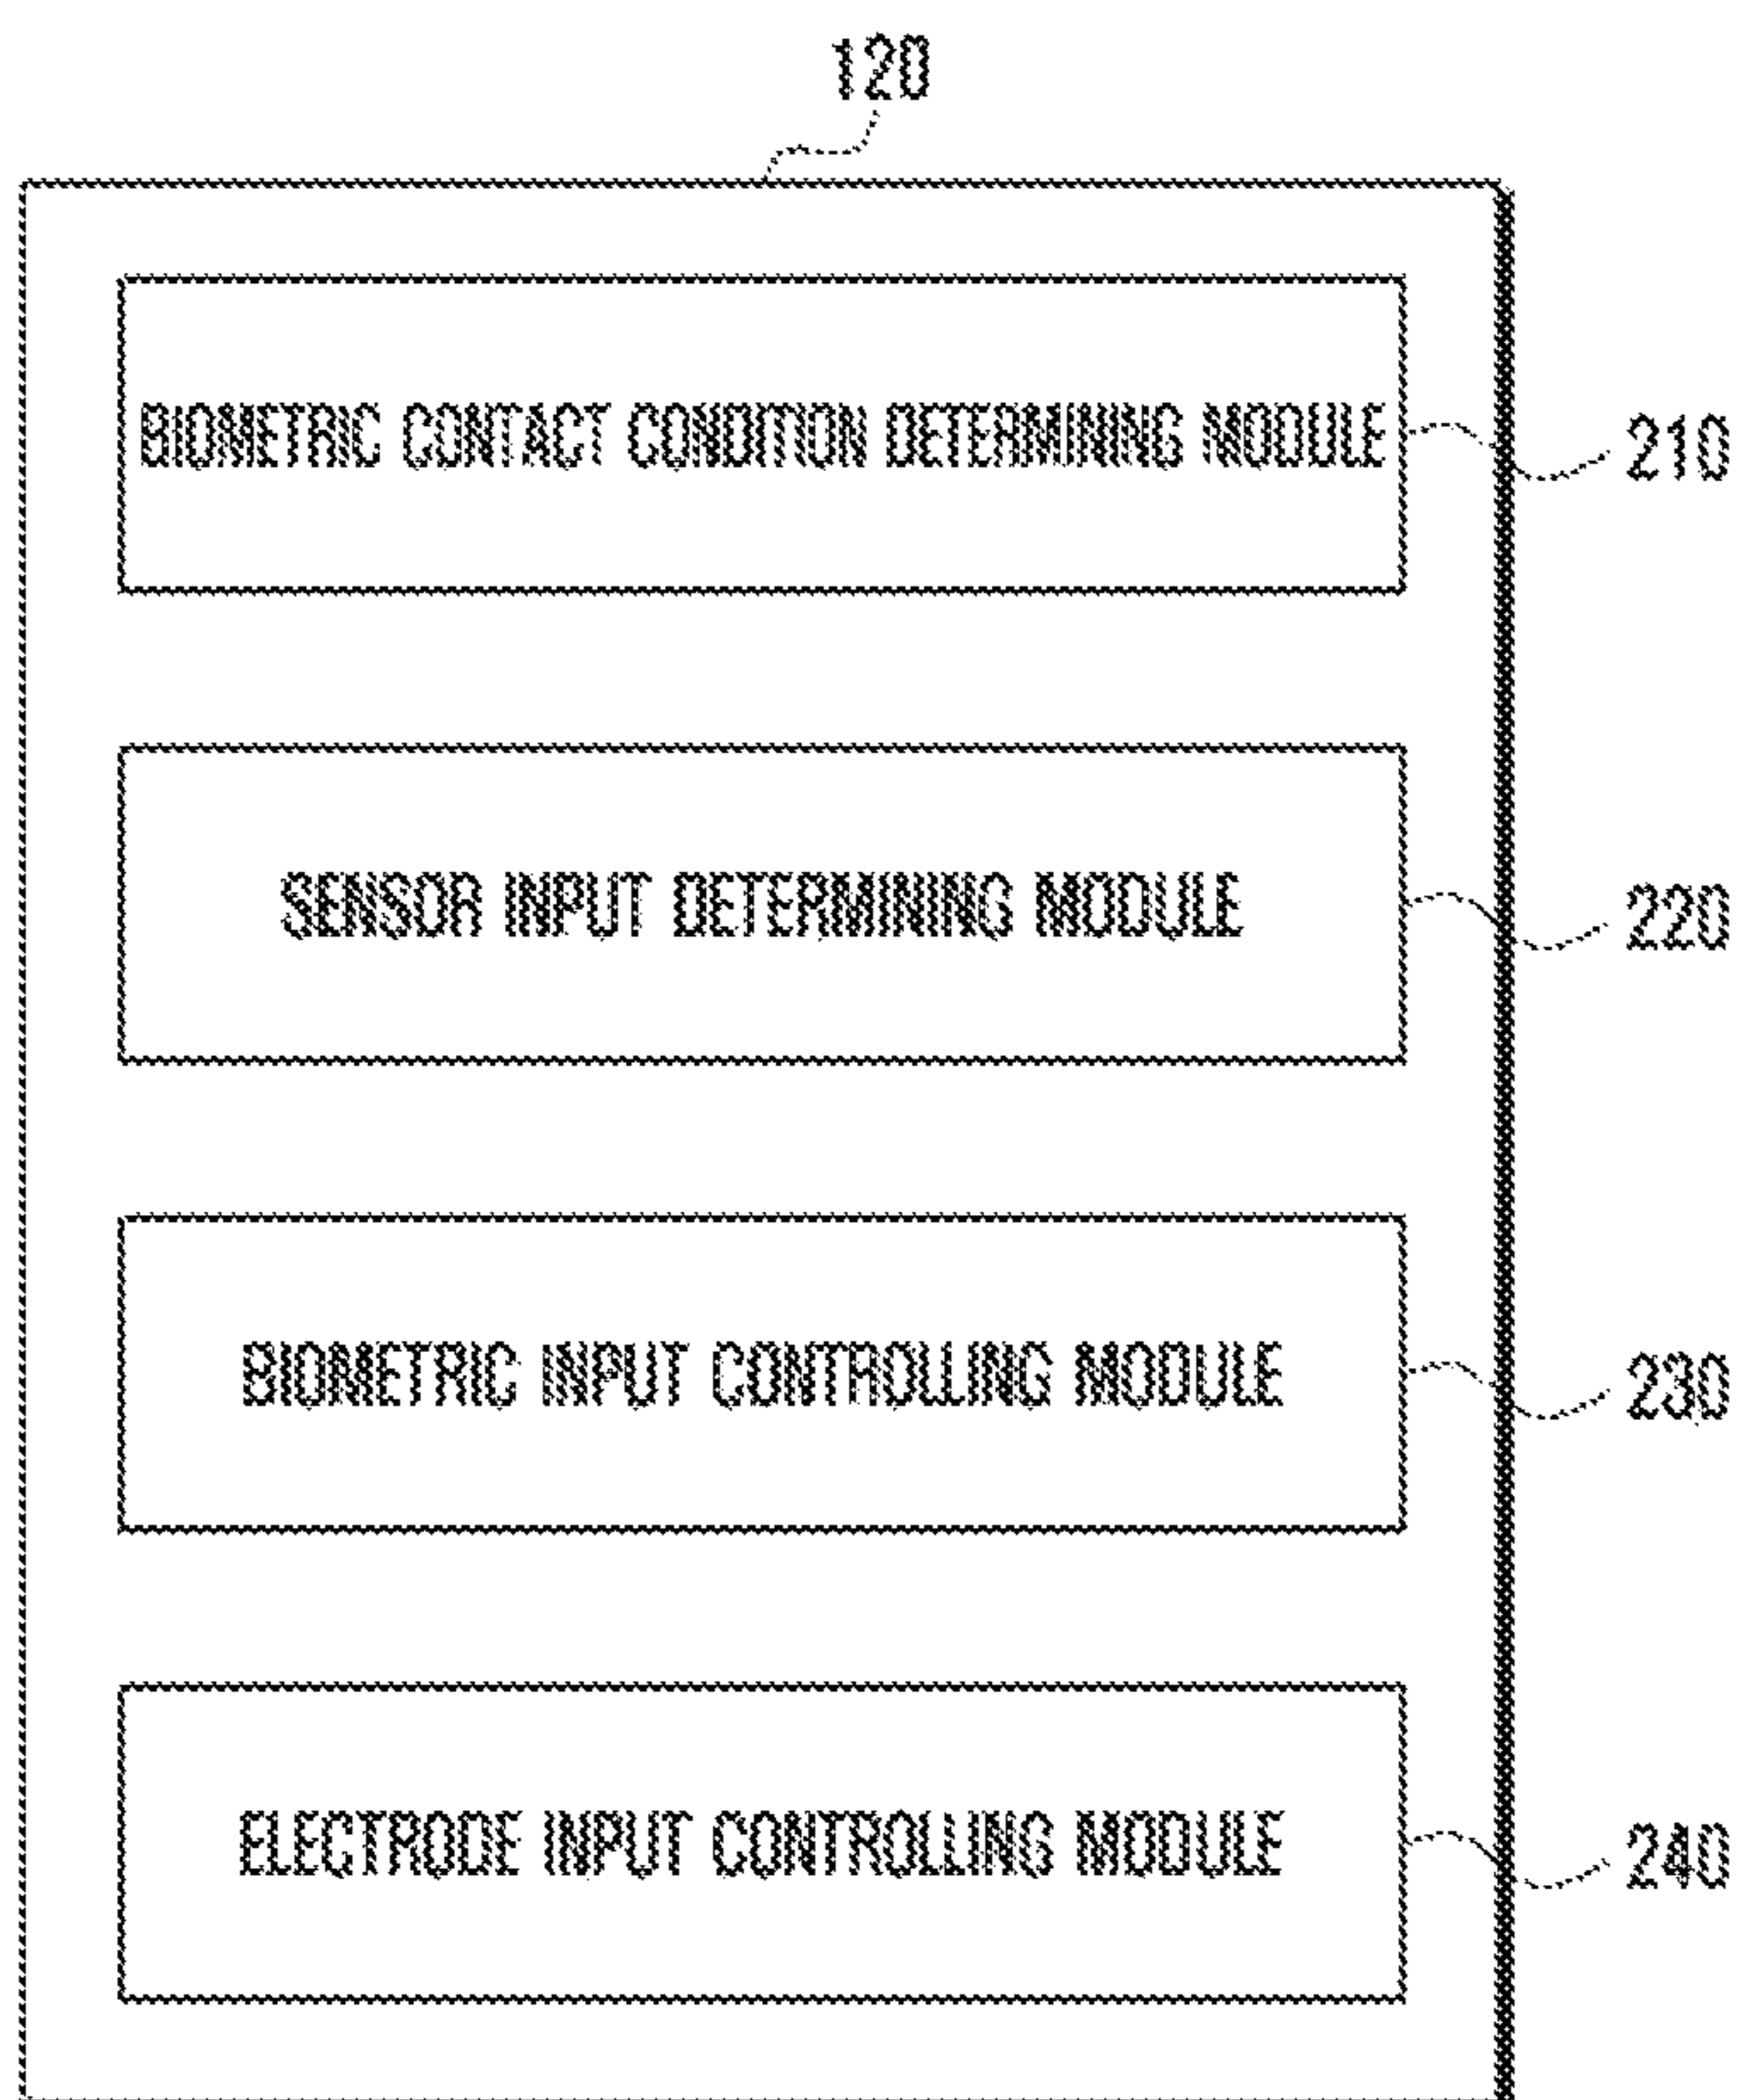 120
BIOMETRIC CONTACT CONDITION DETERMINING MODULE
210
SENSOR INPUT DETERMINING MODULE
220
BIOMETRIC INPUT CONTROLLING MODULE
230
ELECTRODE INPUT CONTROLLING MODULE
240